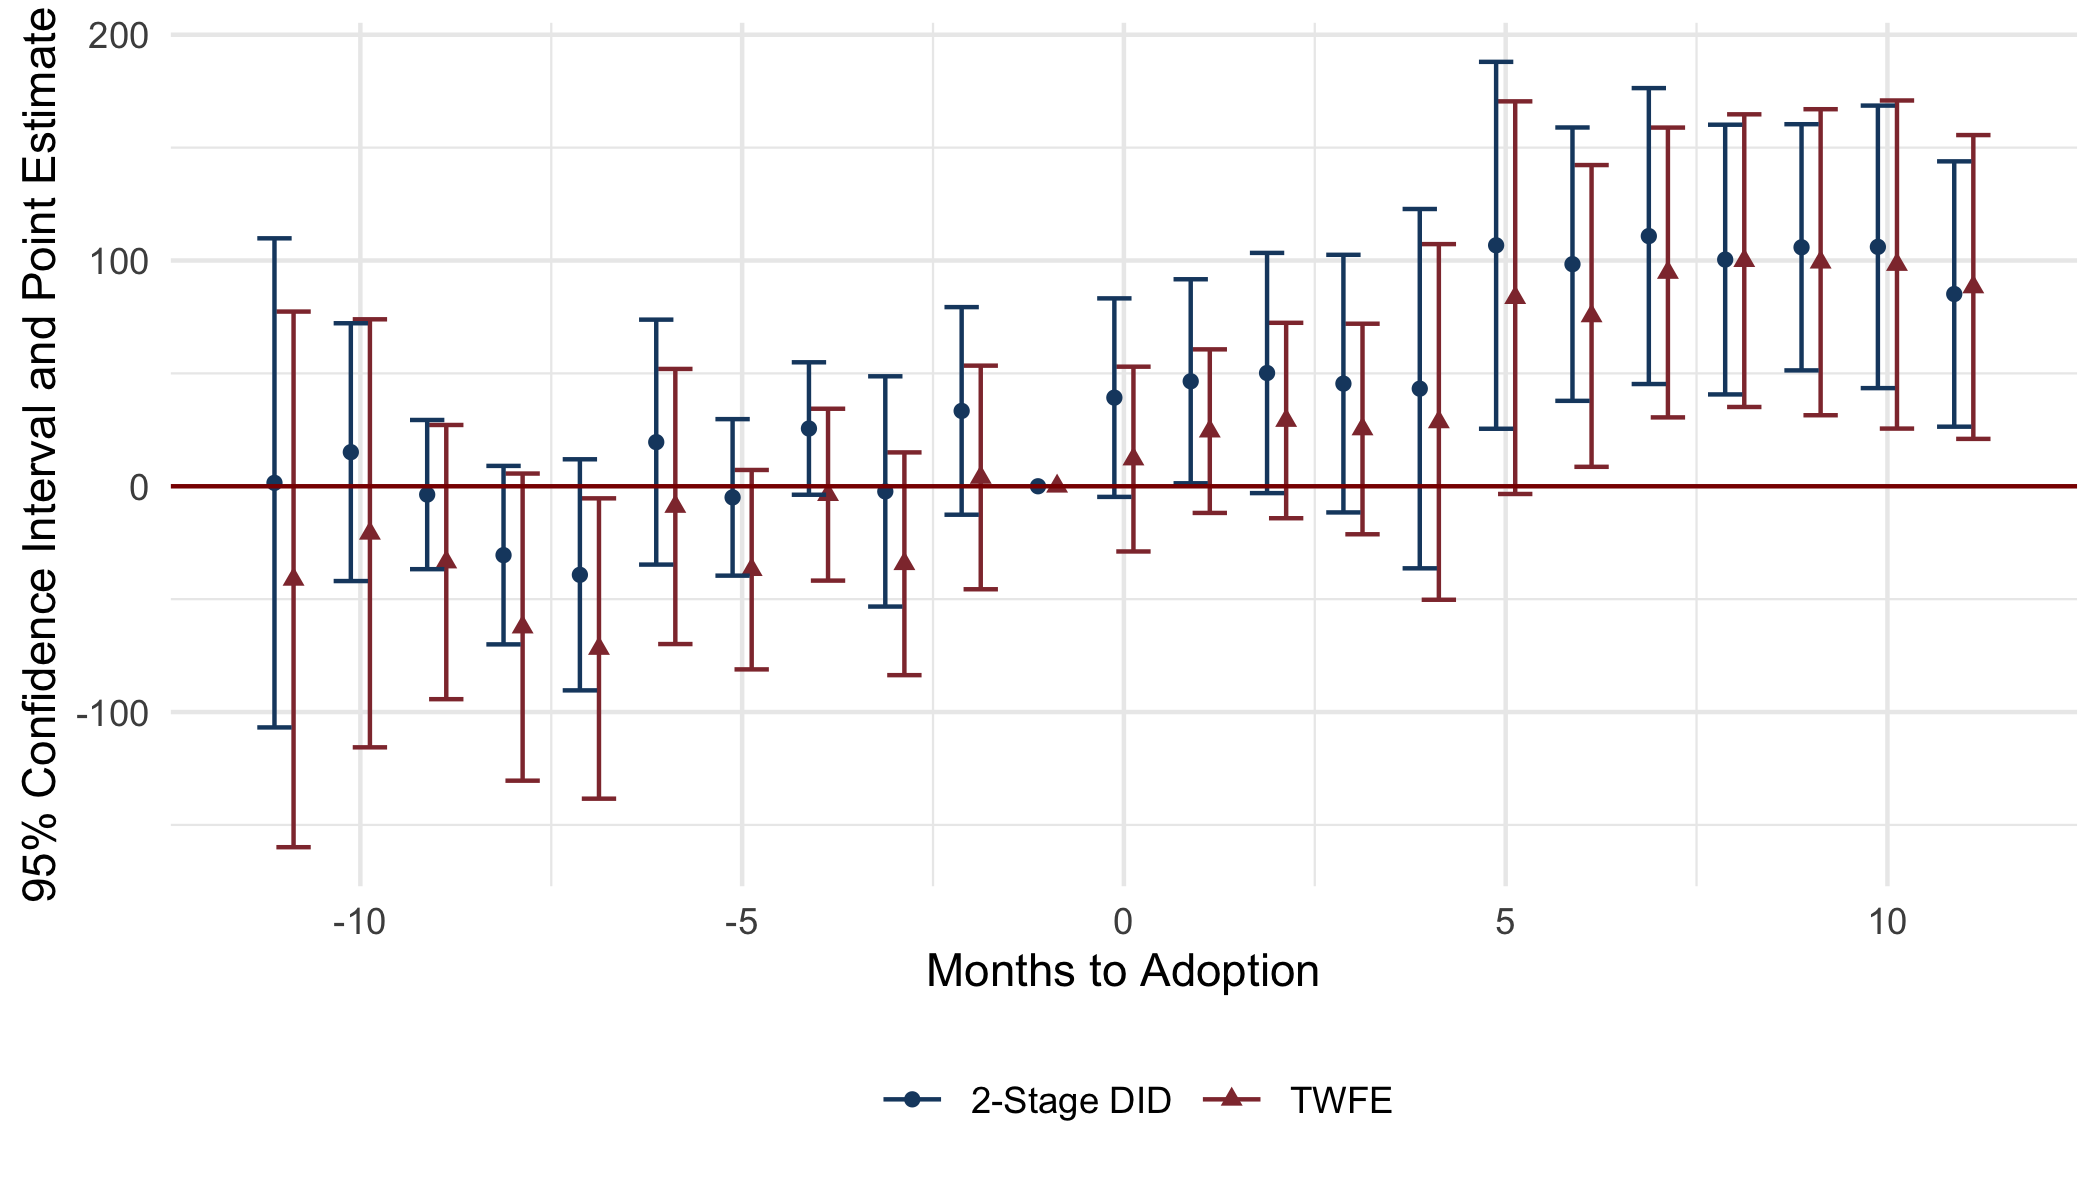 95% Confidence Interval and Point Estimate
200
100
0
-100
-10 -5 0 5 10
Months to Adoption
2-Stage DID TWFE